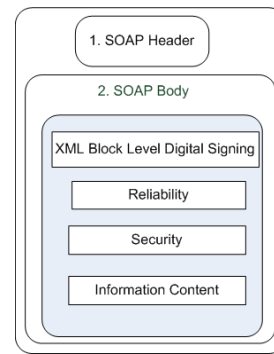 1. SOAP Header
2. SOAP Body
XML Block Level Digital Signing
Reliability
Security
Information Content